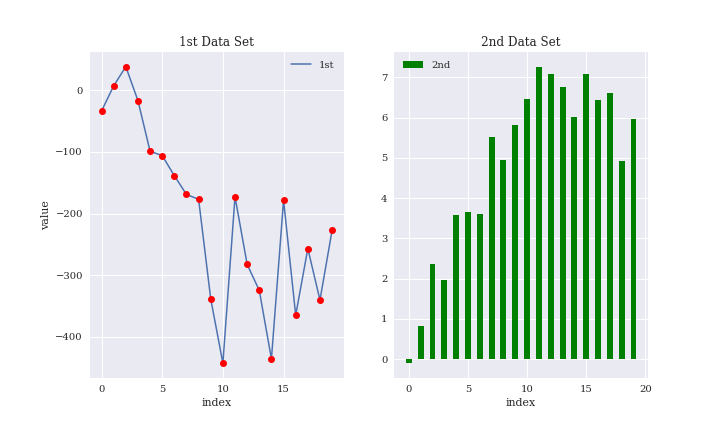 1st Data Set
1st
0
−100
−200
−300
−400
value
0 5 10 15
index
2nd Data Set
2nd
7
6
5
4
3
2
1
0
0 5 10 15 20
index